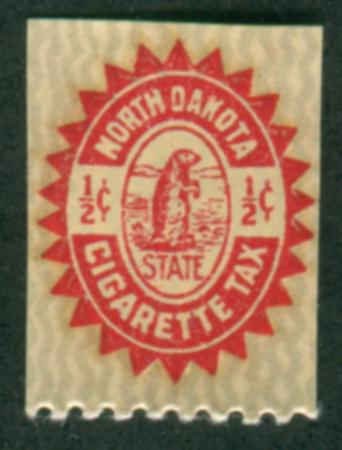 NORTH DAKOTA
½¢ ½¢
STATE
CIGARETTE TAX